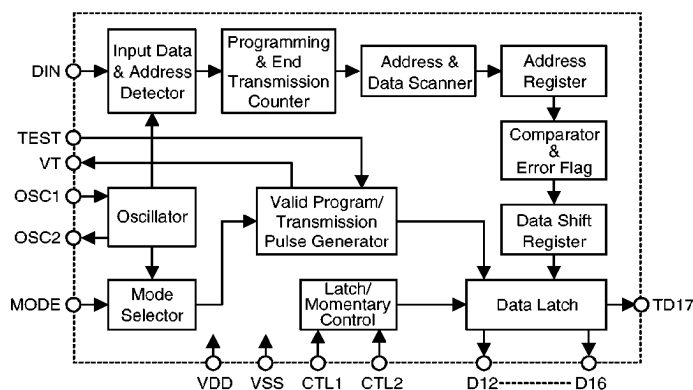 DIN
Input Data
& Address
Detector
Programming
& End
Transmission
Counter
Address &
Data Scanner
Address
Register
TEST
VT
Comparator
&
Error Flag
OSC1
OSC2
Oscillator
Valid Program/
Transmission
Pulse Generator
Data Shift
Register
MODE
Mode
Selector
Latch/
Momentary
Control
Data Latch
TD17
VDD
VSS
CTL1
CTL2
D12
D16